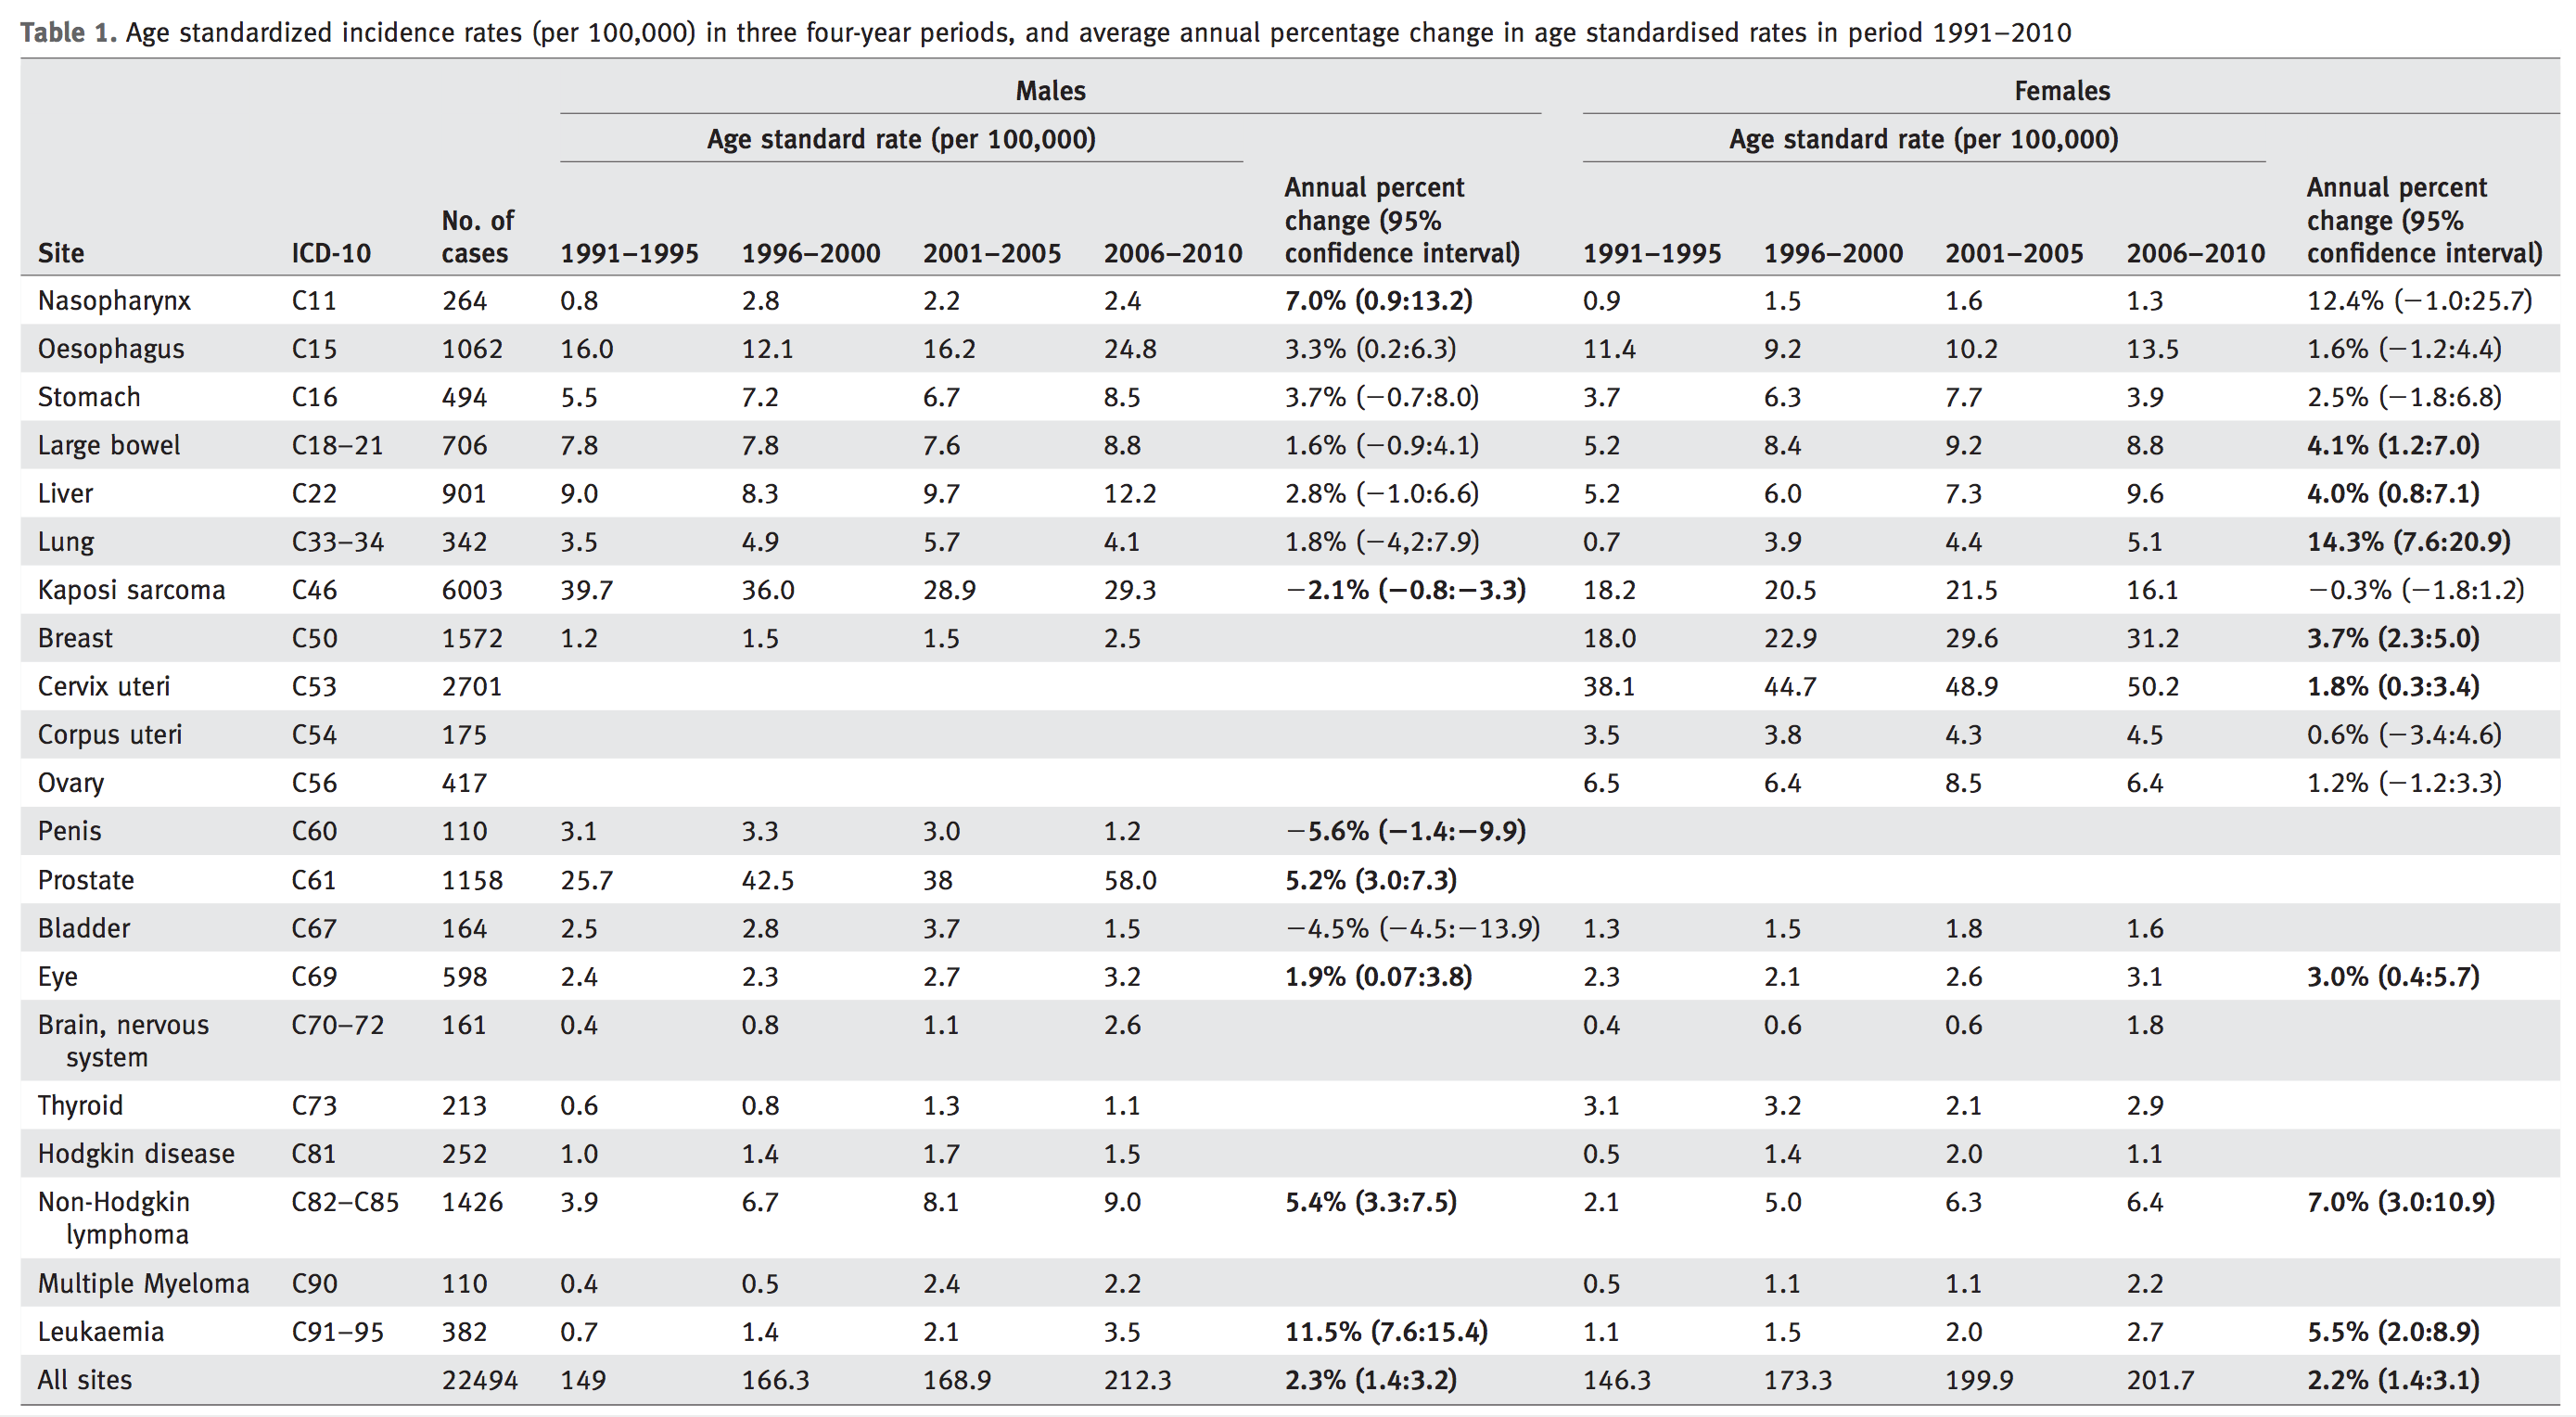 Table 1. Age standardized incidence rates (per 100,000) in three four-year periods, and average annual percentage change in age standardised rates in period 1991–2010
Males Females
Age standard rate (per 100,000) Age standard rate (per 100,000)
Site ICD-10 No. of cases 1991–1995 1996–2000 2001–2005 2006–2010 Annual percent change (95% confidence interval) 1991–1995 1996–2000 2001–2005 2006–2010 Annual percent change (95% confidence interval)
Nasopharynx C11 264 0.8 2.8 2.2 2.4 7.0% (0.9:13.2) 0.9 1.5 1.6 1.3 12.4% (−1.0:25.7)
Oesophagus C15 1062 16.0 12.1 16.2 24.8 3.3% (0.2:6.3) 11.4 9.2 10.2 13.5 1.6% (−1.2:4.4)
Stomach C16 494 5.5 7.2 6.7 8.5 3.7% (−0.7:8.0) 3.7 6.3 7.7 3.9 2.5% (−1.8:6.8)
Large bowel C18–21 706 7.8 7.8 7.6 8.8 1.6% (−0.9:4.1) 5.2 8.4 9.2 8.8 4.1% (1.2:7.0)
Liver C22 901 9.0 8.3 9.7 12.2 2.8% (−1.0:6.6) 5.2 6.0 7.3 9.6 4.0% (0.8:7.1)
Lung C33–34 342 3.5 4.9 5.7 4.1 1.8% (−4,2:7.9) 0.7 3.9 4.4 5.1 14.3% (7.6:20.9)
Kaposi sarcoma C46 6003 39.7 36.0 28.9 29.3 −2.1% (−0.8:−3.3) 18.2 20.5 21.5 16.1 −0.3% (−1.8:1.2)
Breast C50 1572 1.2 1.5 1.5 2.5 18.0 22.9 29.6 31.2 3.7% (2.3:5.0)
Cervix uteri C53 2701 38.1 44.7 48.9 50.2 1.8% (0.3:3.4)
Corpus uteri C54 175 3.5 3.8 4.3 4.5 0.6% (−3.4:4.6)
Ovary C56 417 6.5 6.4 8.5 6.4 1.2% (−1.2:3.3)
Penis C60 110 3.1 3.3 3.0 1.2 −5.6% (−1.4:−9.9)
Prostate C61 1158 25.7 42.5 38 58.0 5.2% (3.0:7.3)
Bladder C67 164 2.5 2.8 3.7 1.5 −4.5% (−4.5:−13.9) 1.3 1.5 1.8 1.6
Eye C69 598 2.4 2.3 2.7 3.2 1.9% (0.07:3.8) 2.3 2.1 2.6 3.1 3.0% (0.4:5.7)
Brain, nervous C70–72 161 0.4 0.8 1.1 2.6 0.4 0.6 0.6 1.8
system
Thyroid C73 213 0.6 0.8 1.3 1.1 3.1 3.2 2.1 2.9
Hodgkin disease C81 252 1.0 1.4 1.7 1.5 0.5 1.4 2.0 1.1
Non-Hodgkin C82–C85 1426 3.9 6.7 8.1 9.0 5.4% (3.3:7.5) 2.1 5.0 6.3 6.4 7.0% (3.0:10.9)
lymphoma
Multiple Myeloma C90 110 0.4 0.5 2.4 2.2 0.5 1.1 1.1 2.2
Leukaemia C91–95 382 0.7 1.4 2.1 3.5 11.5% (7.6:15.4) 1.1 1.5 2.0 2.7 5.5% (2.0:8.9)
All sites 22494 149 166.3 168.9 212.3 2.3% (1.4:3.2) 146.3 173.3 199.9 201.7 2.2% (1.4:3.1)